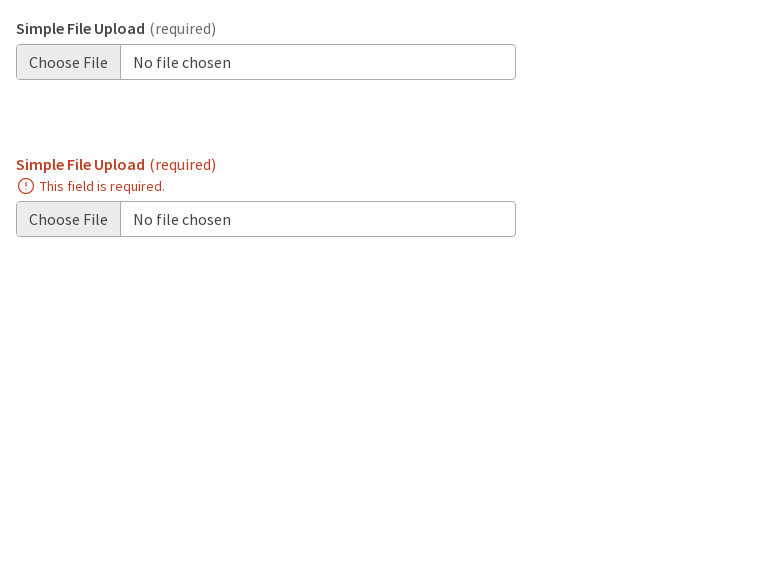 Simple File Upload (required)
Choose File No file chosen
Simple File Upload (required)
This field is required.
Choose File No file chosen